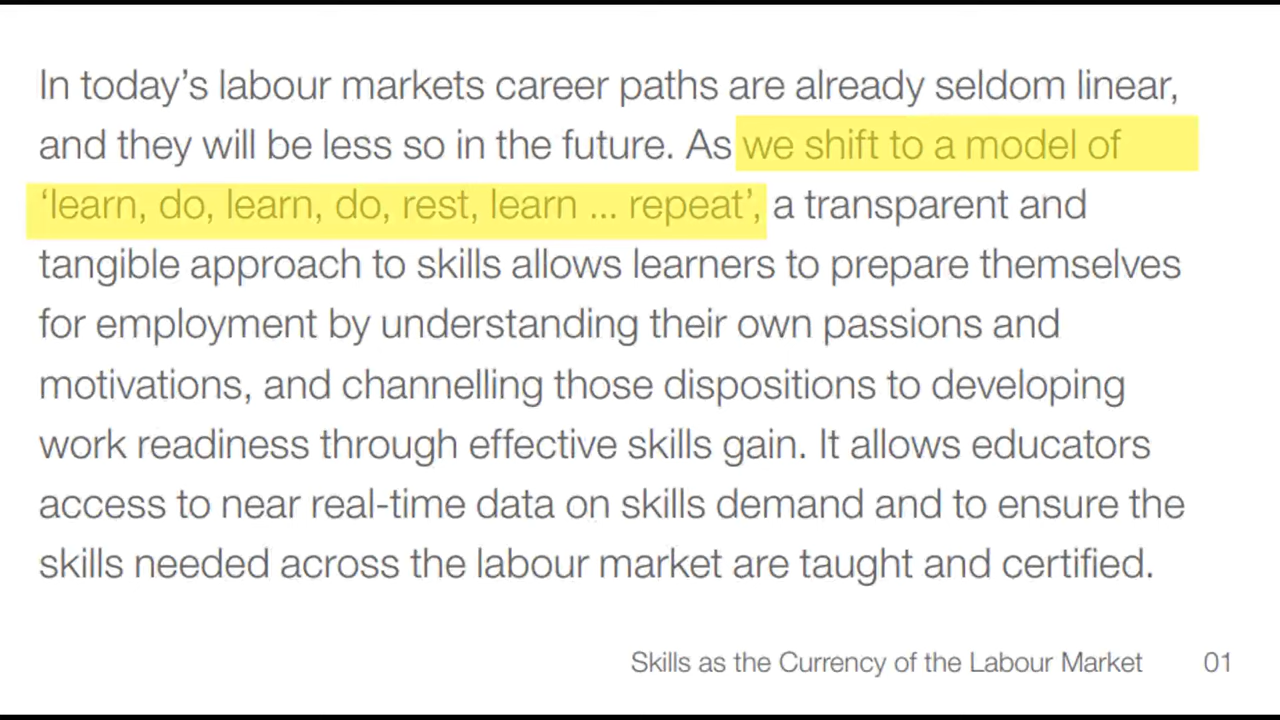 In today’s labour markets career paths are already seldom linear,
and they will be less so in the future. As we shift to a model of
‘learn, do, learn, do, rest, learn ... repeat’, a transparent and
tangible approach to skills allows learners to prepare themselves
for employment by understanding their own passions and
motivations, and channelling those dispositions to developing
work readiness through effective skills gain. It allows educators
access to near real-time data on skills demand and to ensure the
skills needed across the labour market are taught and certified.
Skills as the Currency of the Labour Market 01